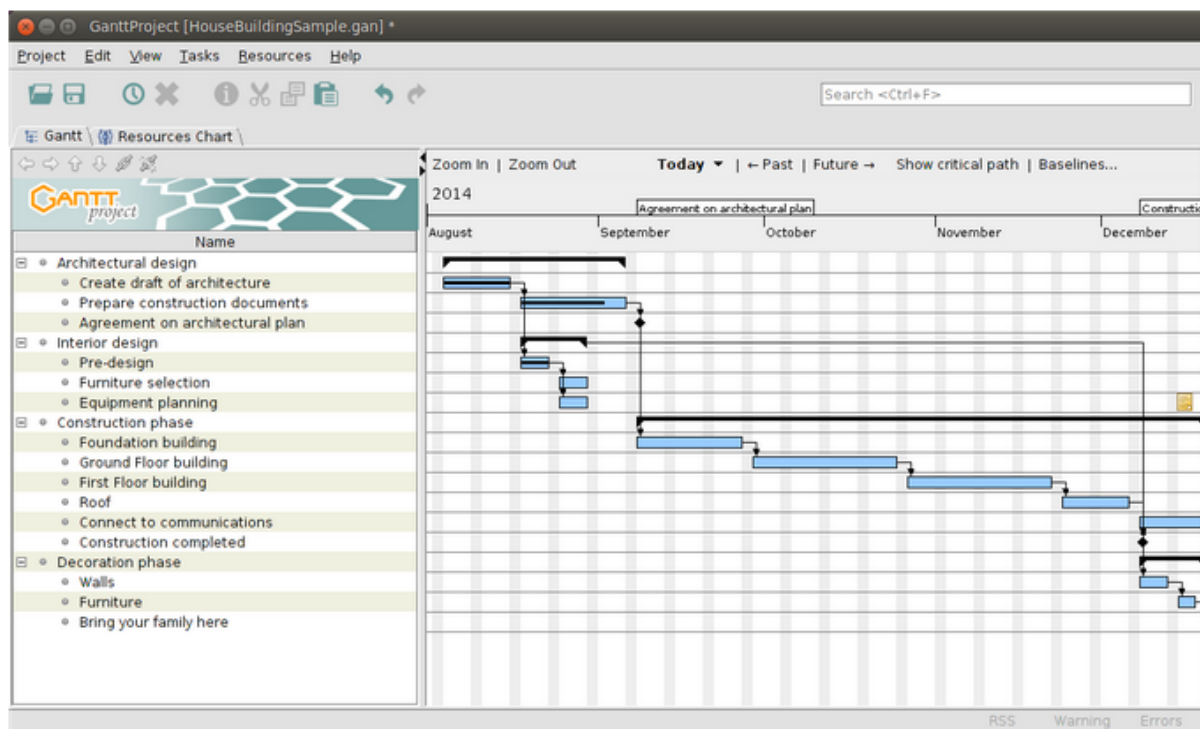 GanttProject [HouseBuildingSample.gan] *
Project Edit View Tasks Resources Help
Search <Ctrl+F>
Gantt Resources Chart
Zoom In | Zoom Out Today ▼ | ← Past | Future → Show critical path | Baselines...
GANTT
project
2014
Agreement on architectural plan
Name
August September October November December
Architectural design
Create draft of architecture
Prepare construction documents
Agreement on architectural plan
Interior design
Pre-design
Furniture selection
Equipment planning
Construction phase
Foundation building
Ground Floor building
First Floor building
Roof
Connect to communications
Construction completed
Decoration phase
Walls
Furniture
Bring your family here
RSS Warning Errors